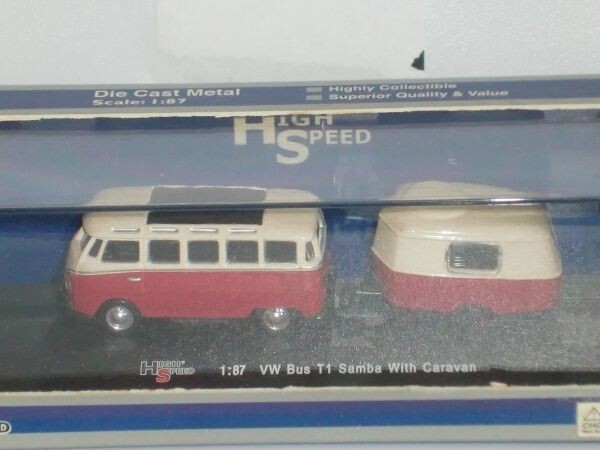 Die Cast Metal
Scale: 1:87
Highly Collectible
Superior Quality & Value
HIGH
SPEED
HIGH®
SPEED
1:87 VW Bus T1 Samba With Caravan